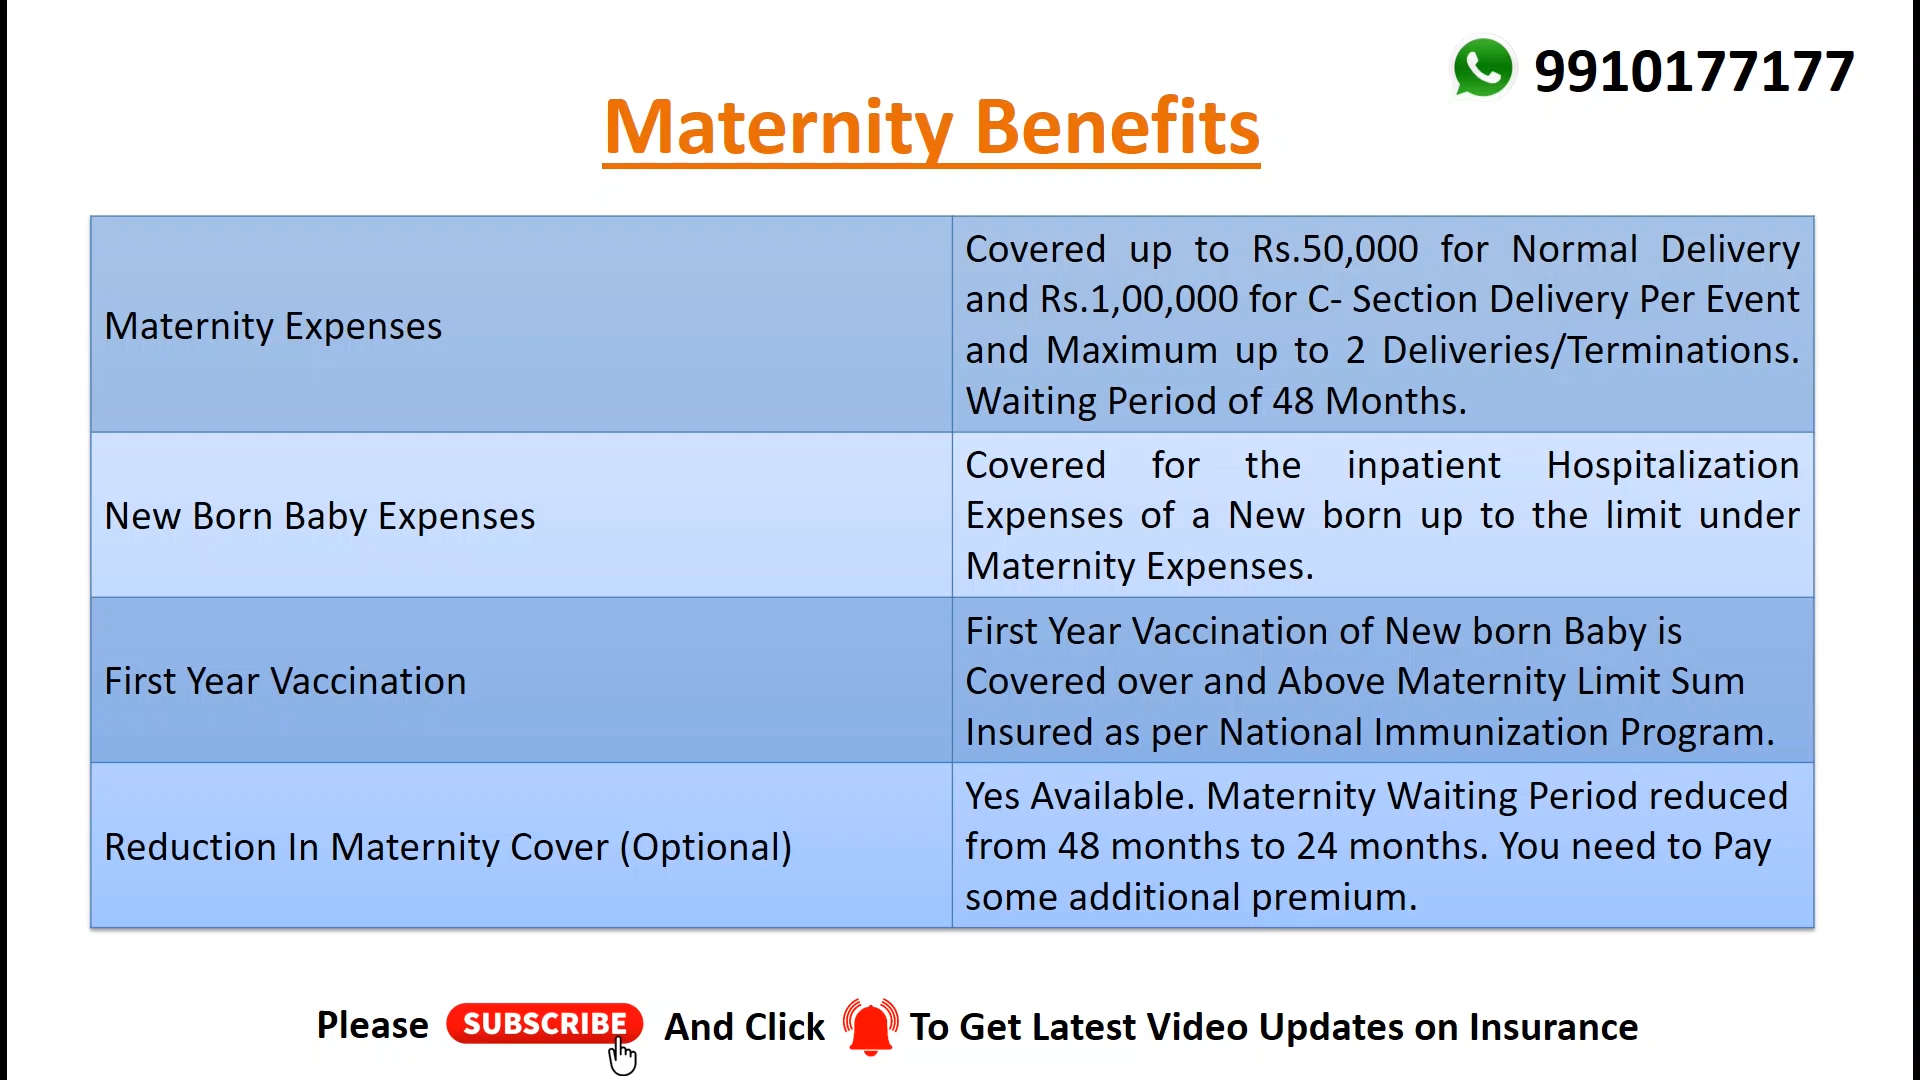 9910177177
Maternity Benefits
Maternity Expenses
Covered up to Rs.50,000 for Normal Delivery
and Rs.1,00,000 for C- Section Delivery Per Event
and Maximum up to 2 Deliveries/Terminations.
Waiting Period of 48 Months.
New Born Baby Expenses
Covered for the inpatient Hospitalization
Expenses of a New born up to the limit under
Maternity Expenses.
First Year Vaccination
First Year Vaccination of New born Baby is
Covered over and Above Maternity Limit Sum
Insured as per National Immunization Program.
Reduction In Maternity Cover (Optional)
Yes Available. Maternity Waiting Period reduced
from 48 months to 24 months. You need to Pay
some additional premium.
Please SUBSCRIBE And Click To Get Latest Video Updates on Insurance